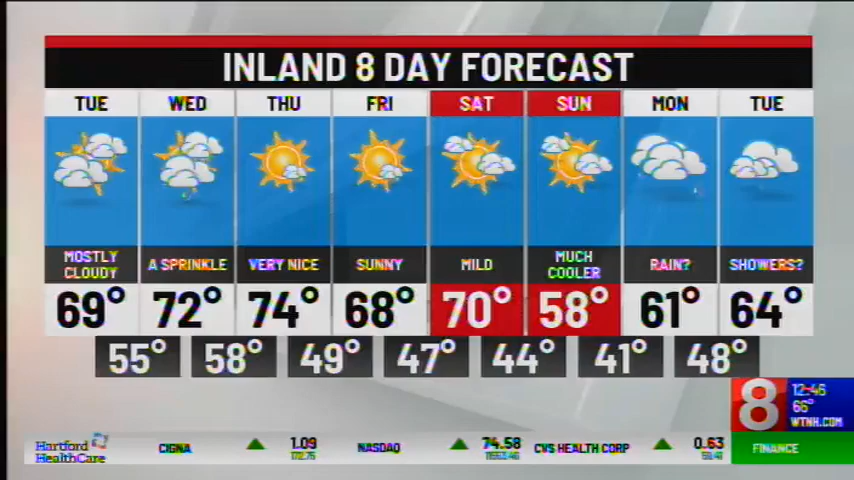 INLAND 8 DAY FORECAST
TUE WED THU FRI SAT SUN MON TUE
MOSTLY CLOUDY A SPRINKLE VERY NICE SUNNY MILD MUCH COOLER RAIN? SHOWERS?
69° 72° 74° 68° 70° 58° 61° 64°
55° 58° 49° 47° 44° 41° 48°
8
12:46
66°
WTNH.COM
Hartford HealthCare
CIGNA 1.09
NASDAQ 74.58
CVS HEALTH CORP 0.63
FINANCE